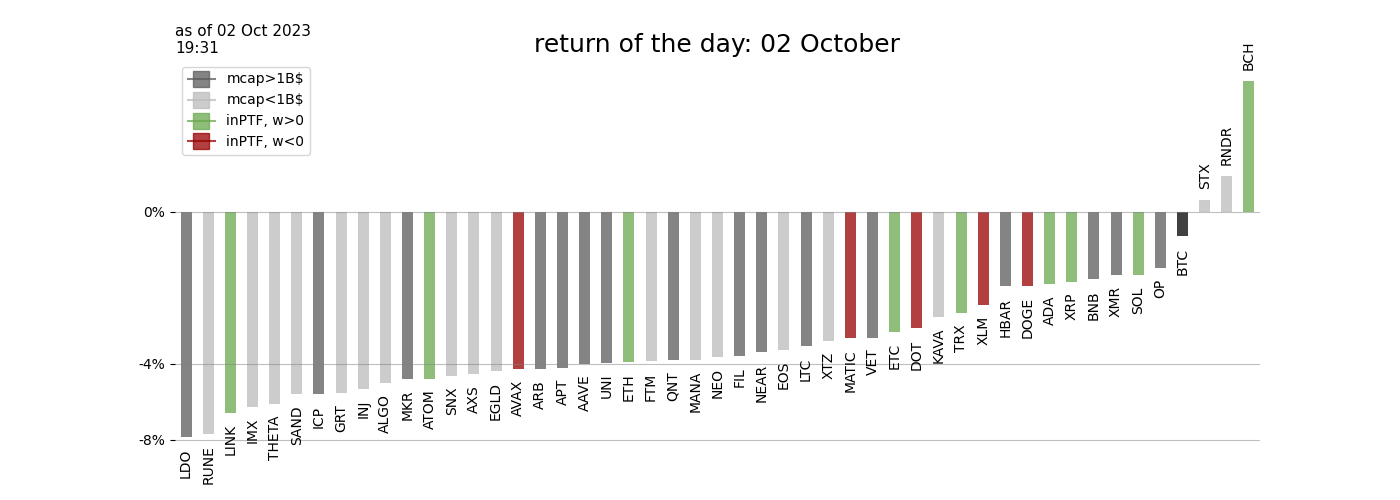 as of 02 Oct 2023
19:31
return of the day: 02 October
mcap>1B$
mcap<1B$
inPTF, w>0
inPTF, w<0
0%
-4%
-8%
LDO
RUNE
LINK
IMX
THETA
SAND
ICP
GRT
INJ
ALGO
MKR
ATOM
SNX
AXS
EGLD
AVAX
ARB
APT
AAVE
UNI
ETH
FTM
QNT
MANA
NEO
FIL
NEAR
EOS
LTC
XTZ
MATIC
VET
ETC
DOT
KAVA
TRX
XLM
HBAR
DOGE
ADA
XRP
BNB
XMR
SOL
OP
BTC
STX
RNDR
BCH